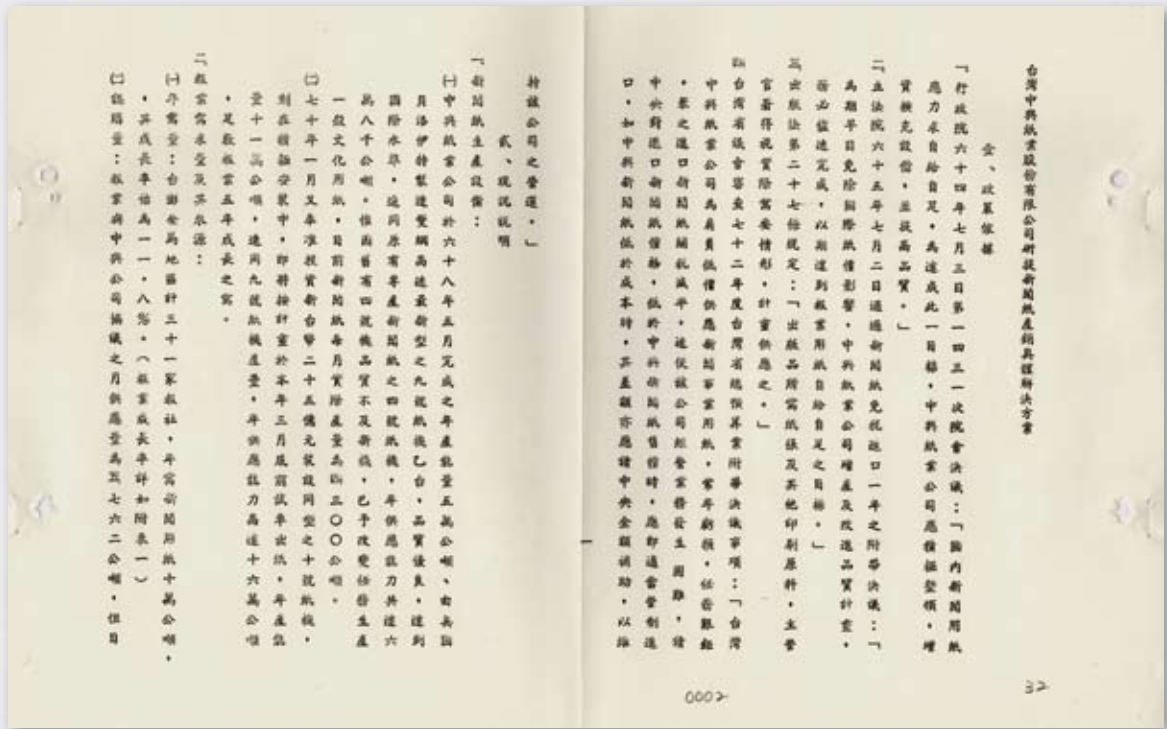 台灣中興紙業股份有限公司研提新聞紙產銷具體解決方案
壹、政策依據
一、行政院六十四年七月三日第一四三一次院會決議：「國內新聞用紙
應力求自給自足，為達成此一目標，中興紙業公司應積極整頓，增
資擴充設備，並提高品質。」
二、立法院六十五年七月二日通過新聞紙免稅進口一年之附帶決議：「
為期早日免除國際紙價影響，中興紙業公司增產及改進品質計畫，
務必儘速完成，以期達到報業用紙自給自足之目標。」
三、出版法第二十七條規定：「出版品所需紙張及其他印刷原料，主管
官署得視實際需要情形，計畫供應之。」
四、台灣省議會審查七十二年度台灣省總預算案附帶決議事項：「台灣
中興紙業公司為肩負低價供應新聞事業用紙，常年虧損，任務艱鉅
，業之進口新聞紙關稅減半，迫使該公司經營業務發生困難，請
中央對進口新聞紙價格，低於中興新聞紙售價時，應即適當管制進
口，如中興新聞紙低於成本時，其差額亦應請中央全額補助，以維
持該公司之營運。」
貳、現況說明
一、新聞紙生產設備：
㈠中興紙業公司於六十八年五月完成之年產能量五萬公噸、由美國
貝洛伊特製造雙網高速最新型之九號紙機乙台，品質優良，達到
國際水準，連同原有專產新聞紙之四號紙機，年供應能力共達六
萬八千公噸。惟因舊有四號機品質不及新機，已予改變任務生產
一般文化用紙，目前新聞紙每月實際產量為四三〇〇公噸。
㈡七十年一月又奉准投資新台幣二十五億元裝設同型之十號紙機，
刻在積極安裝中，即將按計畫於本年三月底前試車出紙，年產能
量十一萬公噸，連同九號紙機產量，年供應能力高達十六萬公噸
，足敷報業五年成長之需。
二、報業需求量及其來源：
㈠年需量：台澎金馬地區計三十一家報社，年需新聞用紙十萬公噸，
，其成長率估為一一．八％。（報業成長率詳如附表一）
㈡認購量：報業與中興公司協議之月供應量為五七六二公噸，但目
0002
32